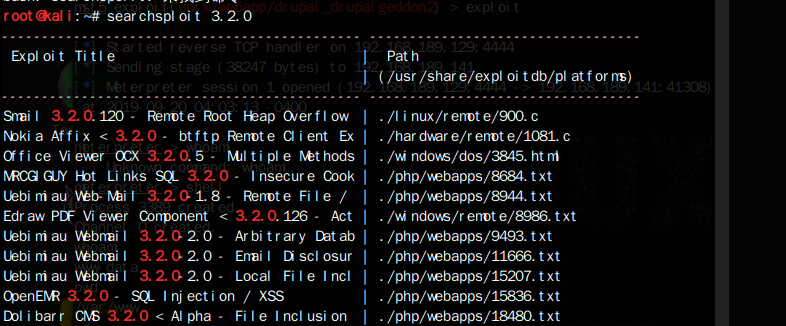 root@kali:~# searchsploit 3.2.0
Exploit Title | Path
| (/usr/share/exploitdb/platforms)
Smail 3.2.0.120 - Remote Root Heap Overflow | ./linux/remote/900.c
Nokia Affix < 3.2.0 - btftp Remote Client Ex | ./hardware/remote/1081.c
Office Viewer OCX 3.2.0.5 - Multiple Methods | ./windows/dos/3845.html
MRCGIGUY Hot Links SQL 3.2.0 - Insecure Cook | ./php/webapps/8684.txt
Uebimiau Web-Mail 3.2.0-1.8 - Remote File / | ./php/webapps/8944.txt
Edraw PDF Viewer Component < 3.2.0.126 - Act | ./windows/remote/8986.txt
Uebimiau Webmail 3.2.0-2.0 - Arbitrary Datab | ./php/webapps/9493.txt
Uebimiau Webmail 3.2.0-2.0 - Email Disclosur | ./php/webapps/11666.txt
Uebimiau Webmail 3.2.0-2.0 - Local File Incl | ./php/webapps/15207.txt
OpenEMR 3.2.0 - SQL Injection / XSS | ./php/webapps/15836.txt
Dolibarr CMS 3.2.0 < Alpha - File Inclusion | ./php/webapps/18480.txt